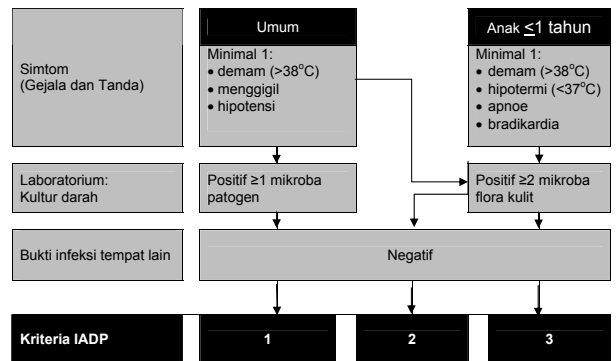 Umum
Anak <1 tahun
Simtom
(Gejala dan Tanda)
Minimal 1:
• demam (>38°C)
• menggigil
• hipotensi
Minimal 1:
• demam (>38°C)
• hipotermi (<37°C)
• apnoe
• bradikardia
Laboratorium:
Kultur darah
Positif ≥1 mikroba
patogen
Positif ≥2 mikroba
flora kulit
Bukti infeksi tempat lain
Negatif
Kriteria IADP
1
2
3